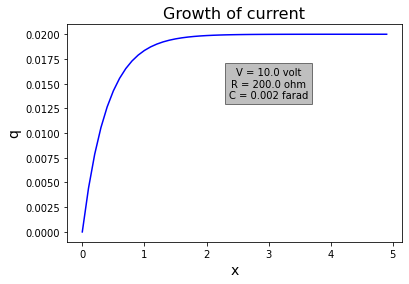 Growth of current
0.0200
0.0175
0.0150
0.0125
0.0100
0.0075
0.0050
0.0025
0.0000
q
V = 10.0 volt
R = 200.0 ohm
C = 0.002 farad
0 1 2 3 4 5
x